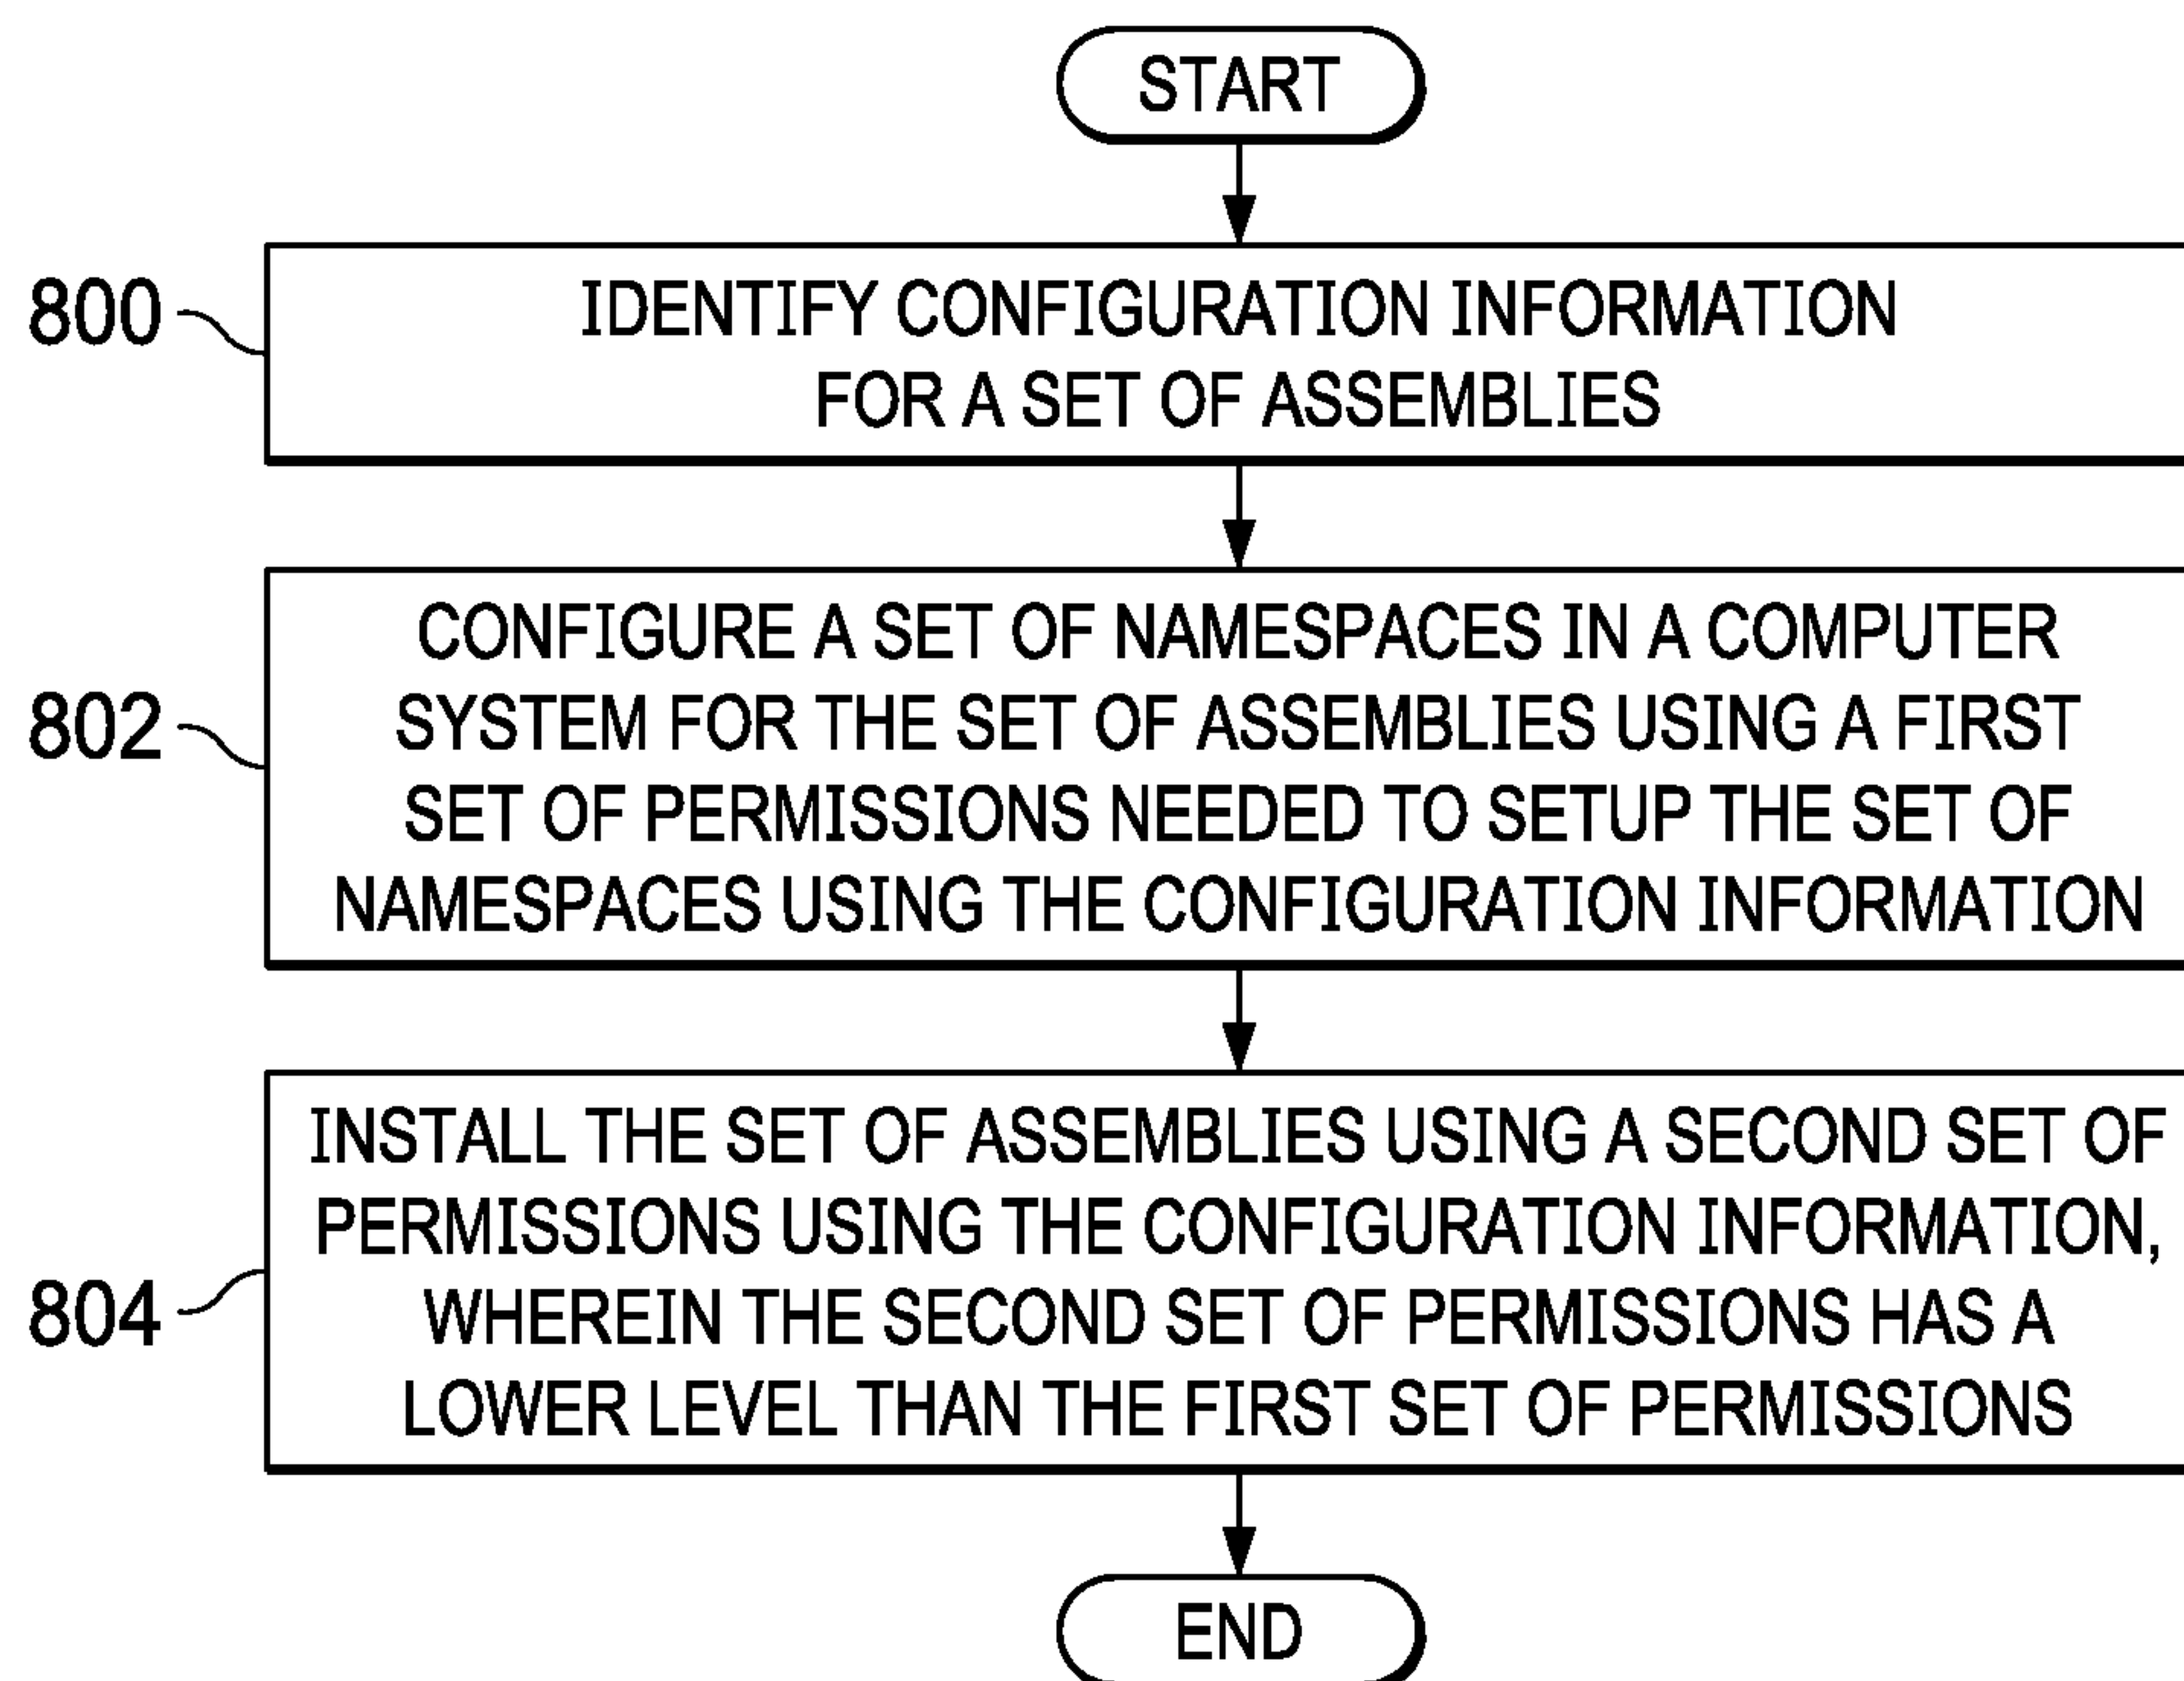 START
800
IDENTIFY CONFIGURATION INFORMATION
FOR A SET OF ASSEMBLIES
802
CONFIGURE A SET OF NAMESPACES IN A COMPUTER
SYSTEM FOR THE SET OF ASSEMBLIES USING A FIRST
SET OF PERMISSIONS NEEDED TO SETUP THE SET OF
NAMESPACES USING THE CONFIGURATION INFORMATION
804
INSTALL THE SET OF ASSEMBLIES USING A SECOND SET OF
PERMISSIONS USING THE CONFIGURATION INFORMATION,
WHEREIN THE SECOND SET OF PERMISSIONS HAS A
LOWER LEVEL THAN THE FIRST SET OF PERMISSIONS
END